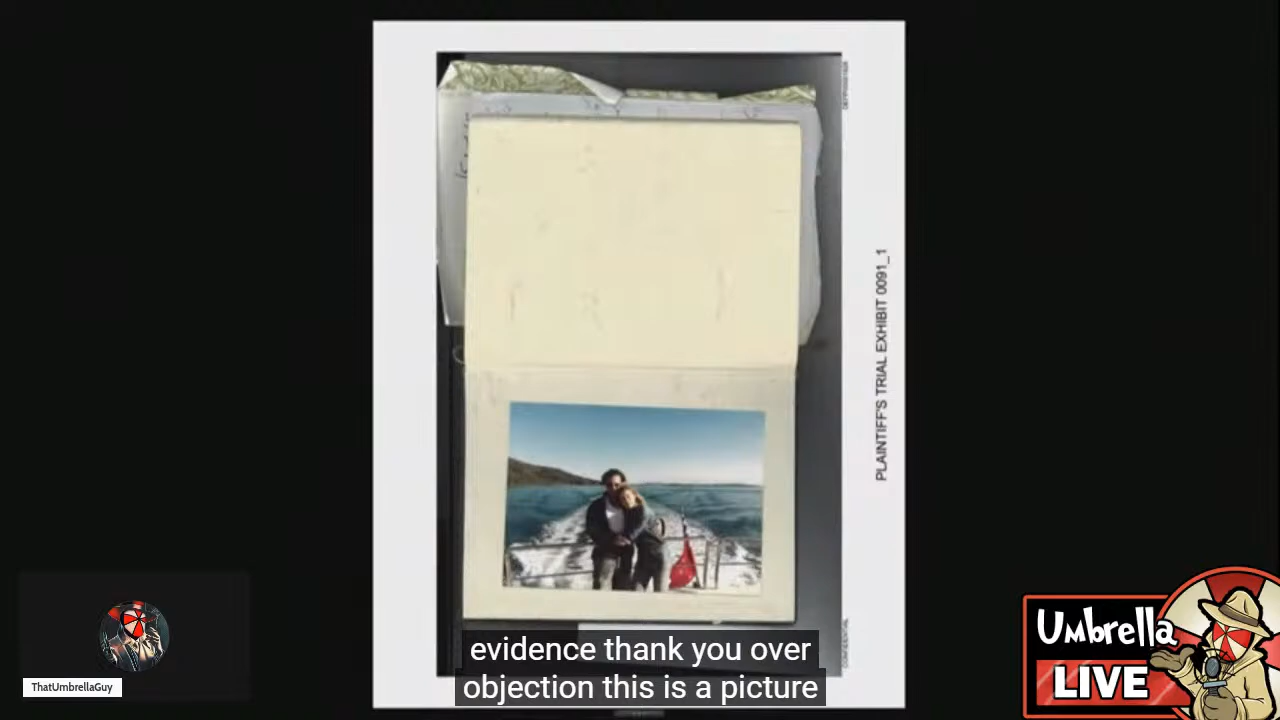 PLAINTIFF'S TRIAL EXHIBIT 0091_1
evidence thank you over
objection this is a picture
ThatUmbrellaGuy
Umbrella
LIVE